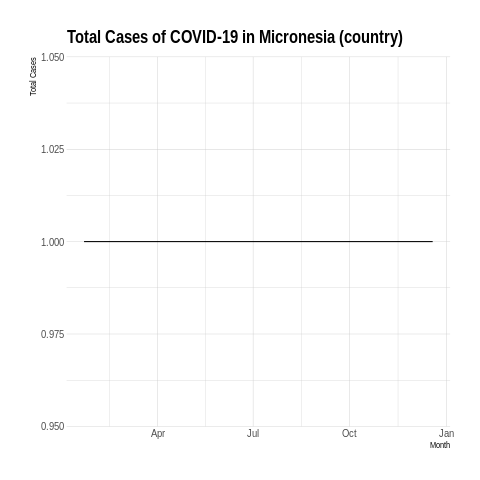 Total Cases of COVID-19 in Micronesia (country)
Total Cases
1.050
1.025
1.000
0.975
0.950
Apr Jul Oct Jan
Month